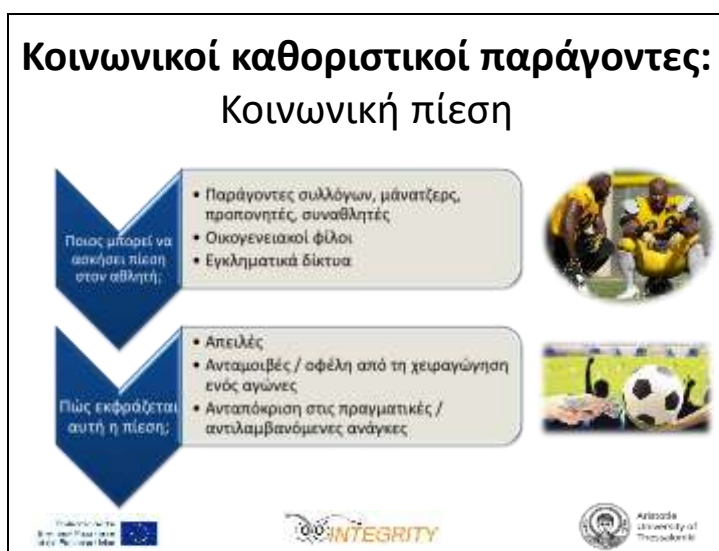 Κοινωνικοί καθοριστικοί παράγοντες:
Κοινωνική πίεση
Ποιος μπορεί να
ασκήσει πίεση
στον αθλητή;
• Παράγοντες συλλόγων, μάνατζερς,
προπονητές, συναθλητές
• Οικογενειακοί φίλοι
• Εγκληματικά δίκτυα
Πώς εκφράζεται
αυτή η πίεση;
• Απειλές
• Ανταμοιβές / οφέλη από τη χειραγώγηση
ενός αγώνες
• Ανταπόκριση στις πραγματικές /
αντιλαμβανόμενες ανάγκες
INTEGRITY
Aristotle
University of
Thessaloniki